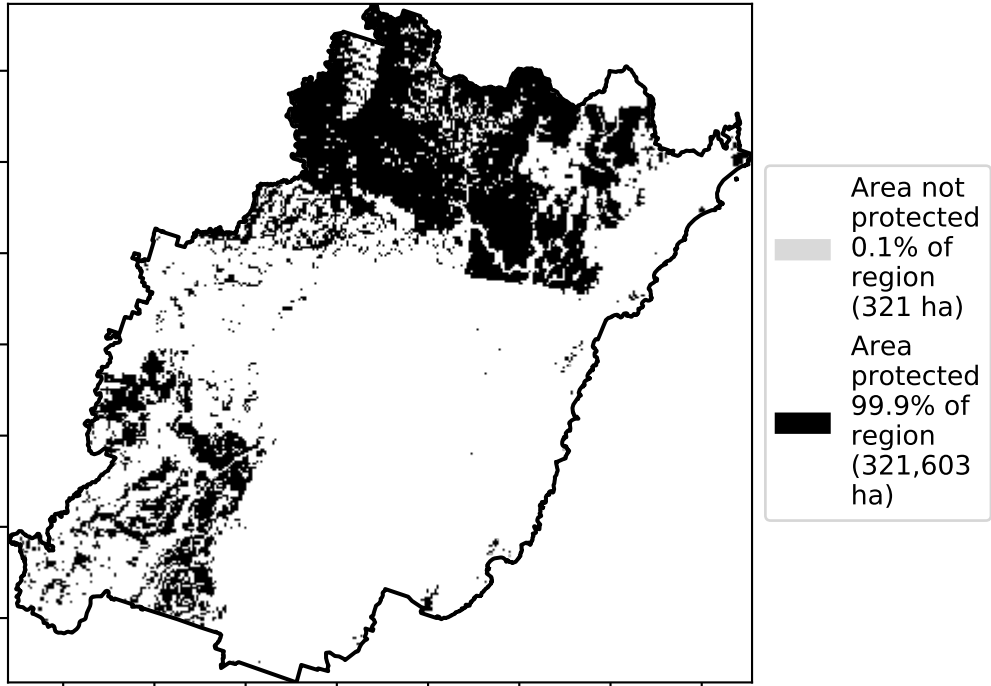 Area not
protected
0.1% of
region
(321 ha)
Area
protected
99.9% of
region
(321,603
ha)